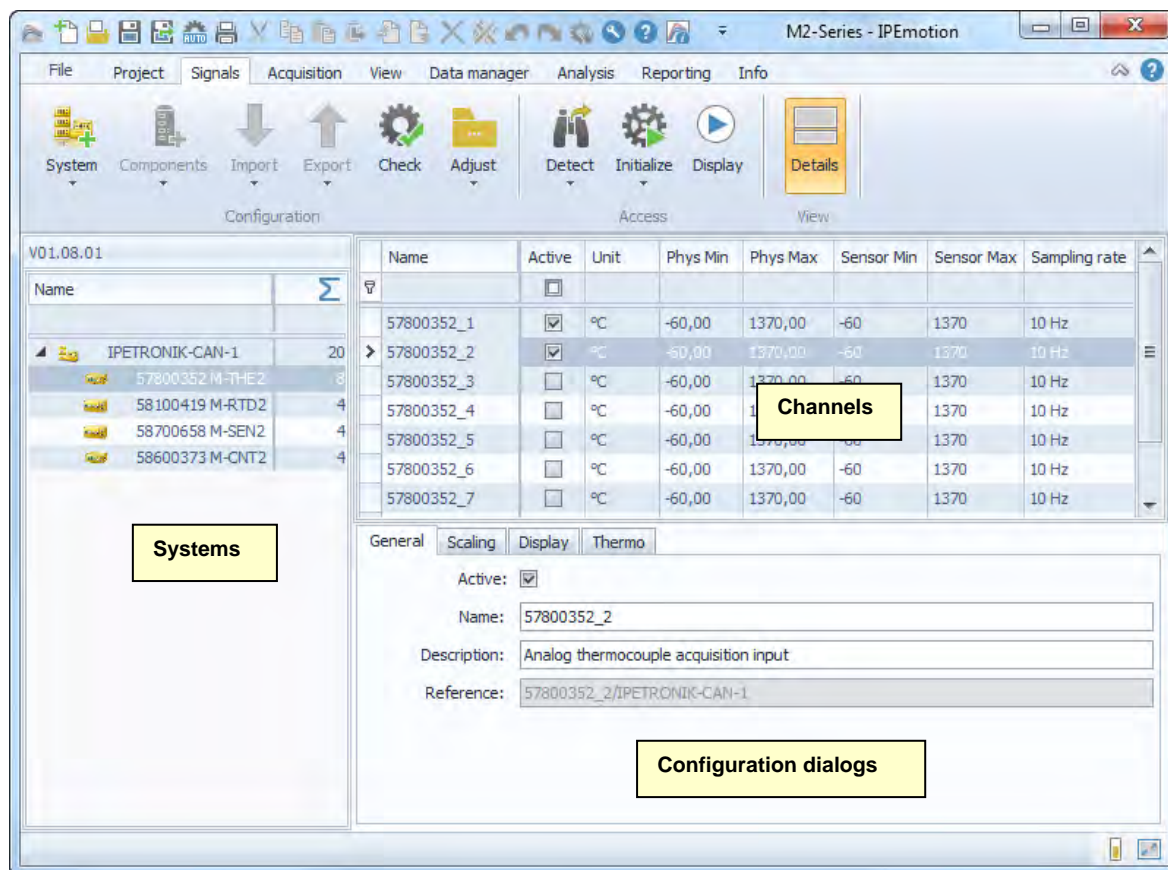 AUTO
M2-Series - IPEmotion
File Project Signals Acquisition View Data manager Analysis Reporting Info
System Components Import Export Check Adjust Detect Initialize Display Details
Configuration Access View
V01.08.01
Name
IPETRONIK-CAN-1 20
57800352 M-THE2 8
58100419 M-RTD2 4
58700658 M-SEN2 4
58600373 M-CNT2 4
Systems
Name Active Unit Phys Min Phys Max Sensor Min Sensor Max Sampling rate
57800352_1 °C -60,00 1370,00 -60 1370 10 Hz
57800352_2 °C -60,00 1370,00 -60 1370 10 Hz
57800352_3 °C -60,00 1370,00 -60 1370 10 Hz
57800352_4 °C -60,00 1370 10 Hz
Channels
57800352_5 °C -60,00 1370,00 -60 1370 10 Hz
57800352_6 °C -60,00 1370,00 -60 1370 10 Hz
57800352_7 °C -60,00 1370,00 -60 1370 10 Hz
General Scaling Display Thermo
Active:
Name: 57800352_2
Description: Analog thermocouple acquisition input
Reference: 57800352_2/IPETRONIK-CAN-1
Configuration dialogs